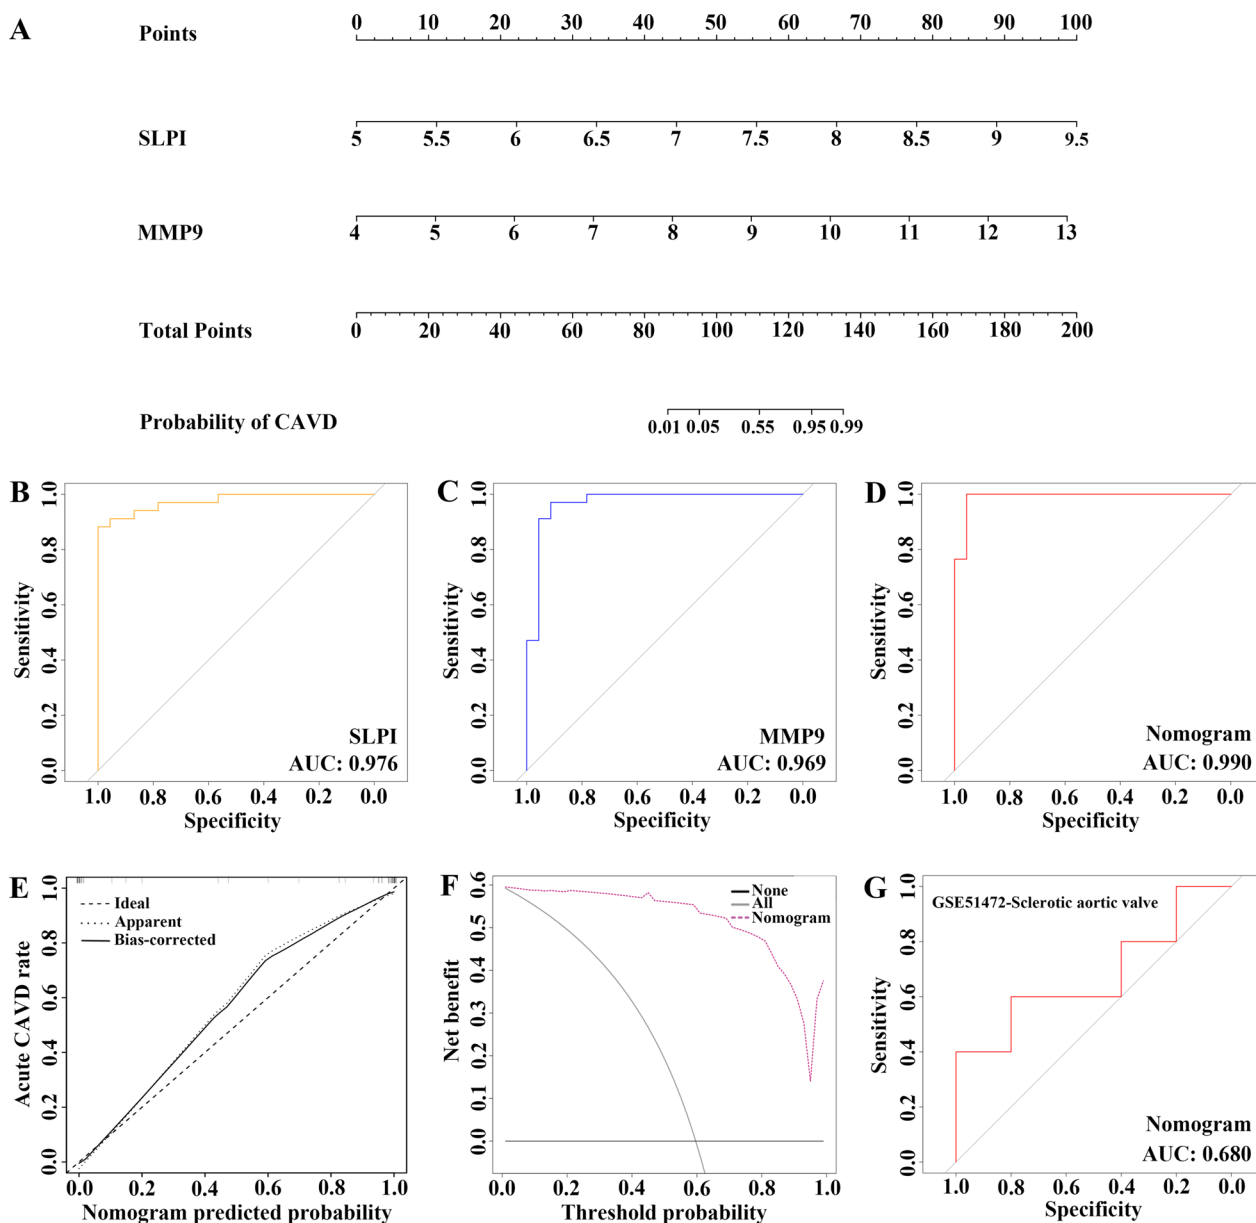 A
Points 0 10 20 30 40 50 60 70 80 90 100
SLPI
5 5.5 6 6.5 7 7.5 8 8.5 9 9.5
MMP9
4 5 6 7 8 9 10 11 12 13
Total Points 0 20 40 60 80 100 120 140 160 180 200
Probability of CAVD
0.01 0.05 0.55 0.95 0.99
B
Sensitivity
0.0 0.2 0.4 0.6 0.8 1.0
SLPI
AUC: 0.976
1.0 0.8 0.6 0.4 0.2 0.0
Specificity
C
Sensitivity
0.0 0.2 0.4 0.6 0.8 1.0
MMP9
AUC: 0.969
1.0 0.8 0.6 0.4 0.2 0.0
Specificity
D
Sensitivity
0.0 0.2 0.4 0.6 0.8 1.0
Nomogram
AUC: 0.990
1.0 0.8 0.6 0.4 0.2 0.0
Specificity
E
Acute CAVD rate
0.0 0.2 0.4 0.6 0.8 1.0
Ideal
Apparent
Bias-corrected
0.0 0.2 0.4 0.6 0.8 1.0
Nomogram predicted probability
F
Net benefit
0.0 0.1 0.2 0.3 0.4 0.5 0.6
None
All
Nomogram
0.0 0.2 0.4 0.6 0.8 1.0
Threshold probability
G
Sensitivity
0.0 0.2 0.4 0.6 0.8 1.0
GSE51472-Sclerotic aortic valve
Nomogram
AUC: 0.680
1.0 0.8 0.6 0.4 0.2 0.0
Specificity